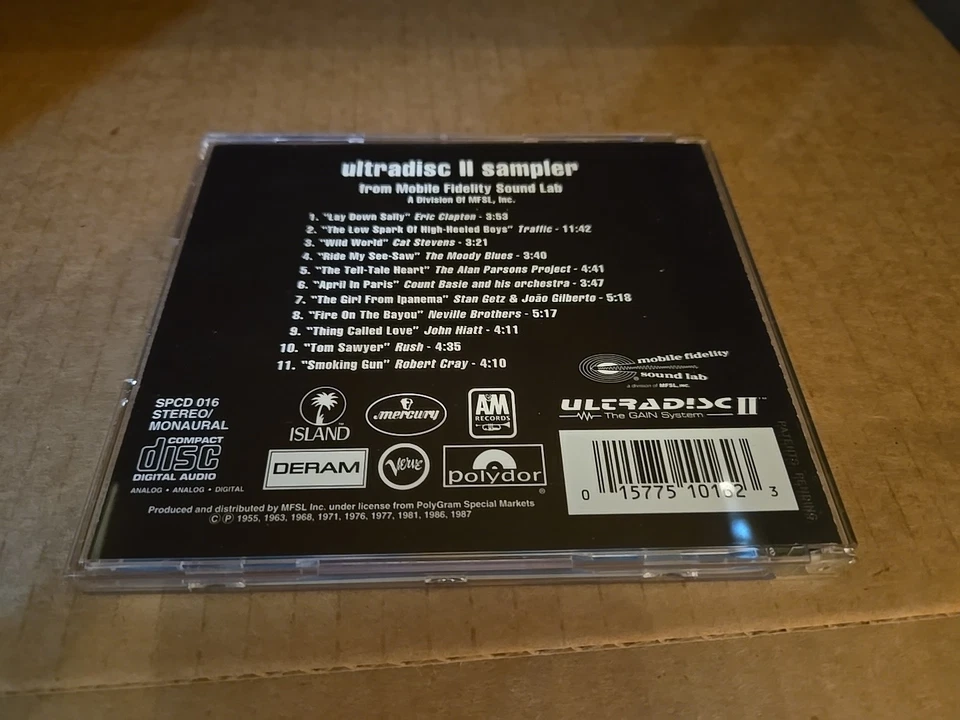 ultradisc II sampler
from Mobile Fidelity Sound Lab
A Division Of MFSL, Inc.
1. "Lay Down Sally" Eric Clapton - 3:53
2. "The Low Spark Of High-Heeled Boys" Traffic - 11:42
3. "Wild World" Cat Stevens - 3:21
4. "Ride My See-Saw" The Moody Blues - 3:40
5. "The Tell-Tale Heart" The Alan Parsons Project - 4:41
6. "April In Paris" Count Basie and his orchestra - 3:47
7. "The Girl From Ipanema" Stan Getz & João Gilberto - 5:18
8. "Fire On The Bayou" Neville Brothers - 5:17
9. "Thing Called Love" John Hiatt - 4:11
10. "Tom Sawyer" Rush - 4:35
11. "Smoking Gun" Robert Cray - 4:10
mobile fidelity
sound lab
a division of MFSL, INC.
ULTRADISC II™
The GAIN System
SPCD 016
STEREO/
MONAURAL
COMPACT
disc
DIGITAL AUDIO
ANALOG • ANALOG • DIGITAL
ISLAND
mercury
A&M
RECORDS
DERAM
Verve
polydor
Produced and distributed by MFSL Inc. under license from PolyGram Special Markets
©℗ 1955, 1963, 1968, 1971, 1976, 1977, 1981, 1986, 1987
0 15775 10162 3
PATENTS PENDING